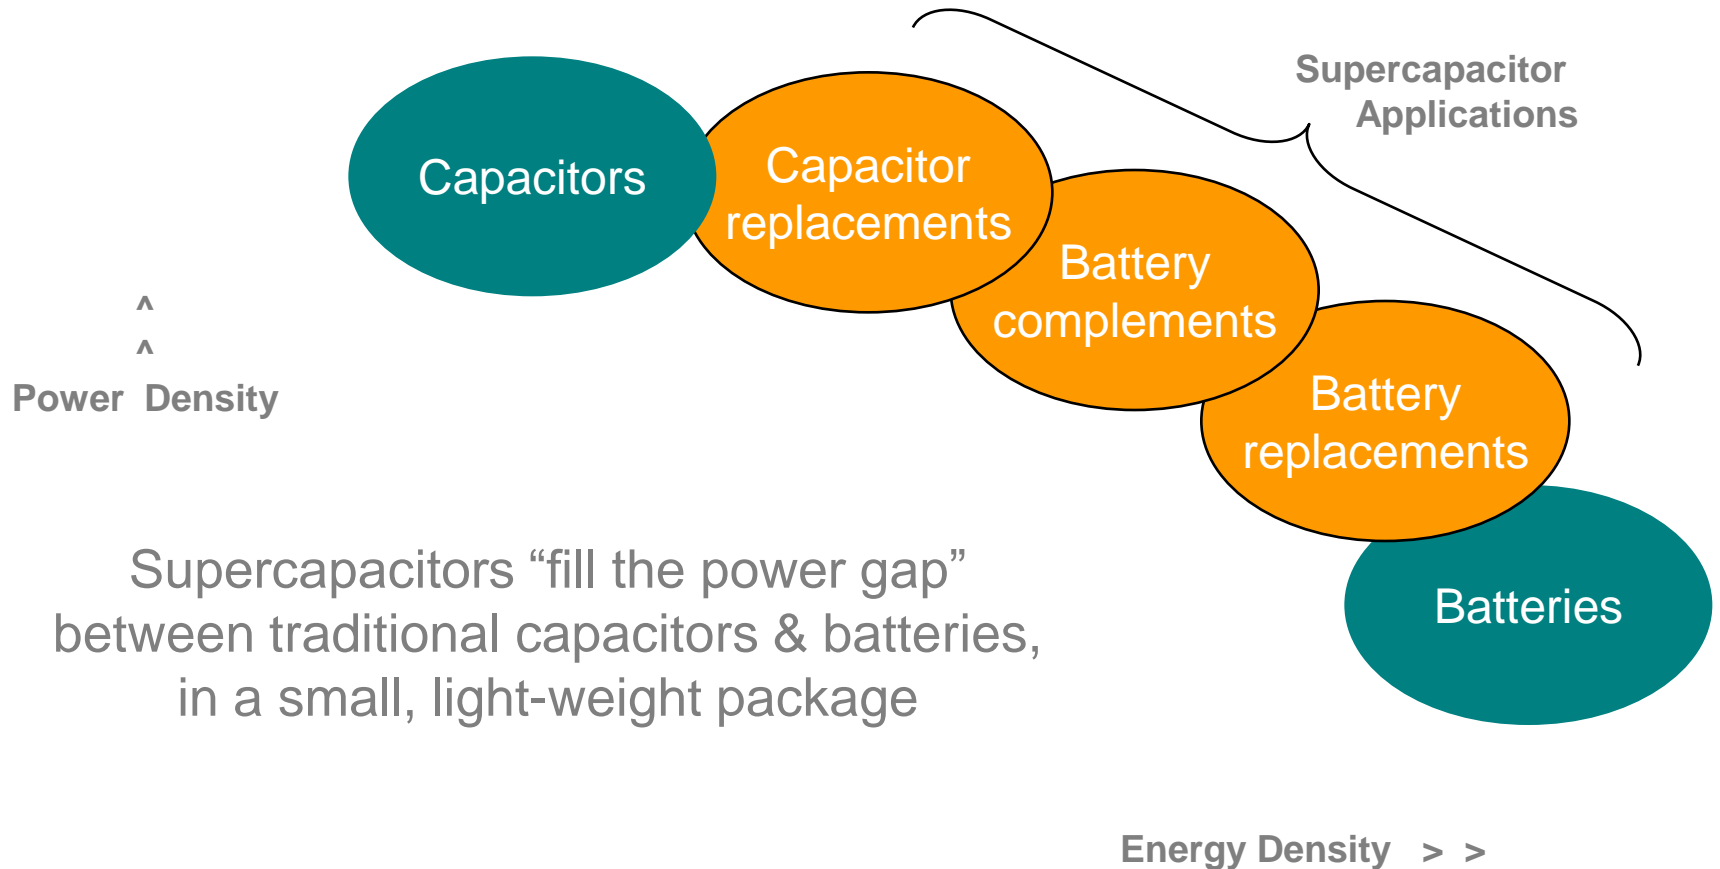 Supercapacitor
Applications
Capacitors
Capacitor
replacements
Battery
complements
Battery
replacements
Batteries
^
^
Power Density
Supercapacitors “fill the power gap”
between traditional capacitors & batteries,
in a small, light-weight package
Energy Density > >